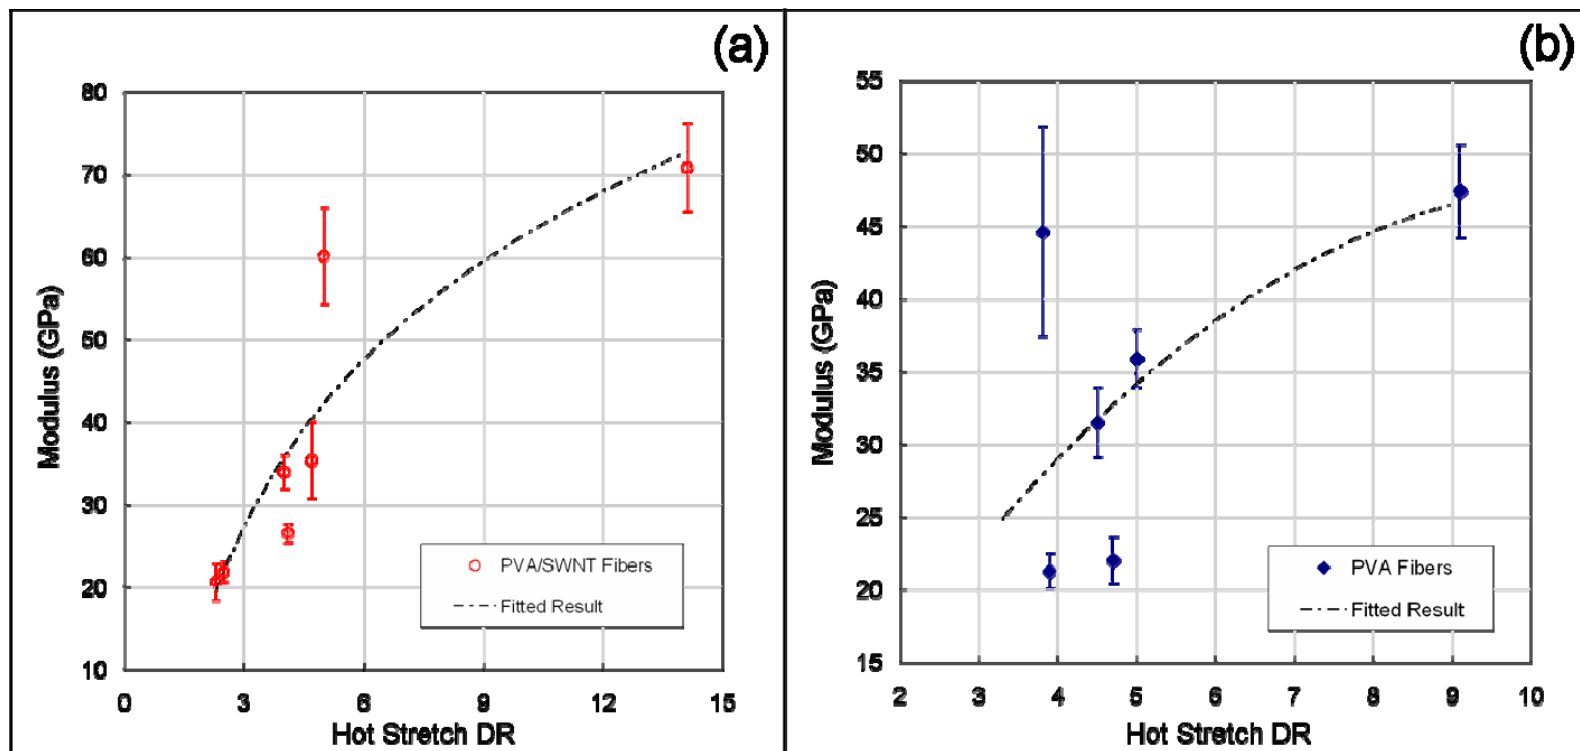 (a)
80
70
60
50
40
30
20
10
Modulus (GPa)
0 3 6 9 12 15
Hot Stretch DR
PVA/SWNT Fibers
Fitted Result
(b)
55
50
45
40
35
30
25
20
15
Modulus (GPa)
2 3 4 5 6 7 8 9 10
Hot Stretch DR
PVA Fibers
Fitted Result